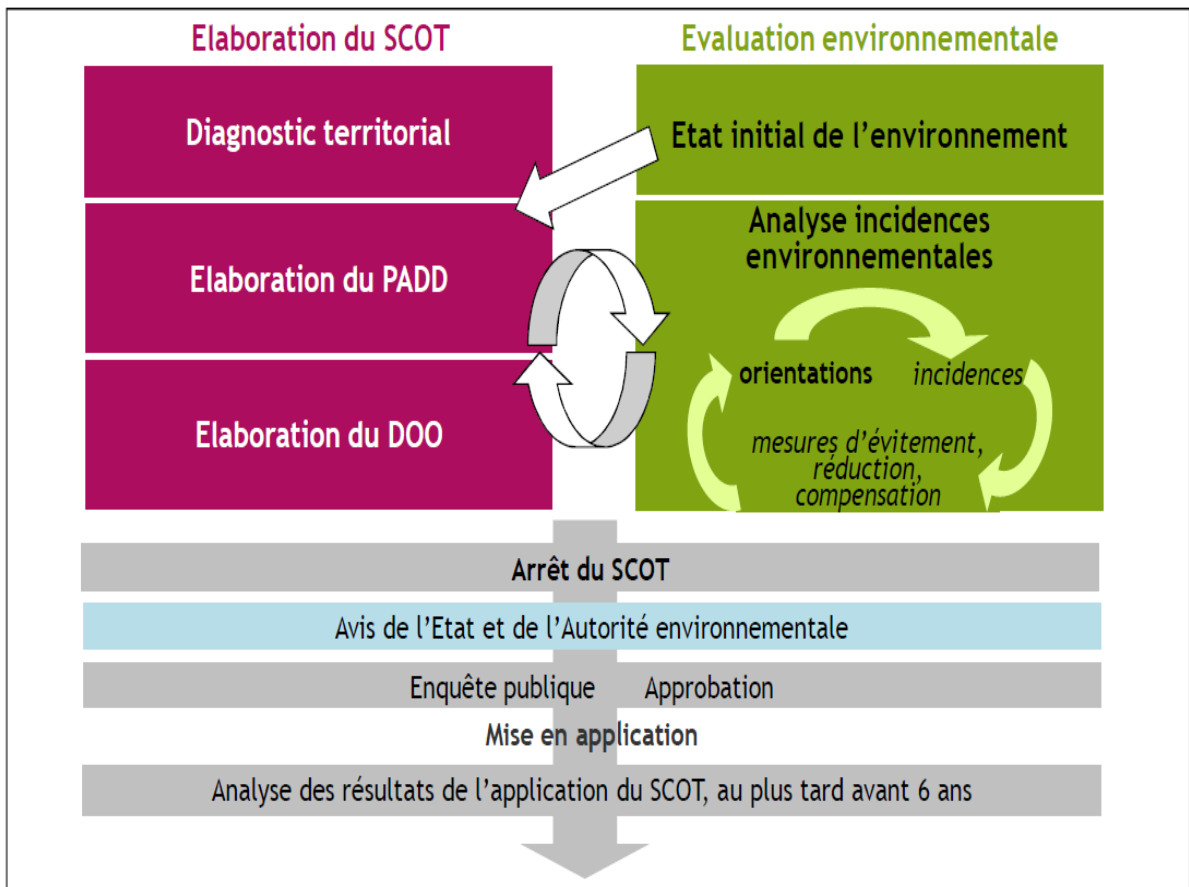 Elaboration du SCOT
Diagnostic territorial
Elaboration du PADD
Elaboration du DOO
Evaluation environnementale
Etat initial de l'environnement
Analyse incidences
environnementales
orientations incidences
mesures d'évitement,
réduction,
compensation
Arrêt du SCOT
Avis de l'Etat et de l'Autorité environnementale
Enquête publique Approbation
Mise en application
Analyse des résultats de l'application du SCOT, au plus tard avant 6 ans